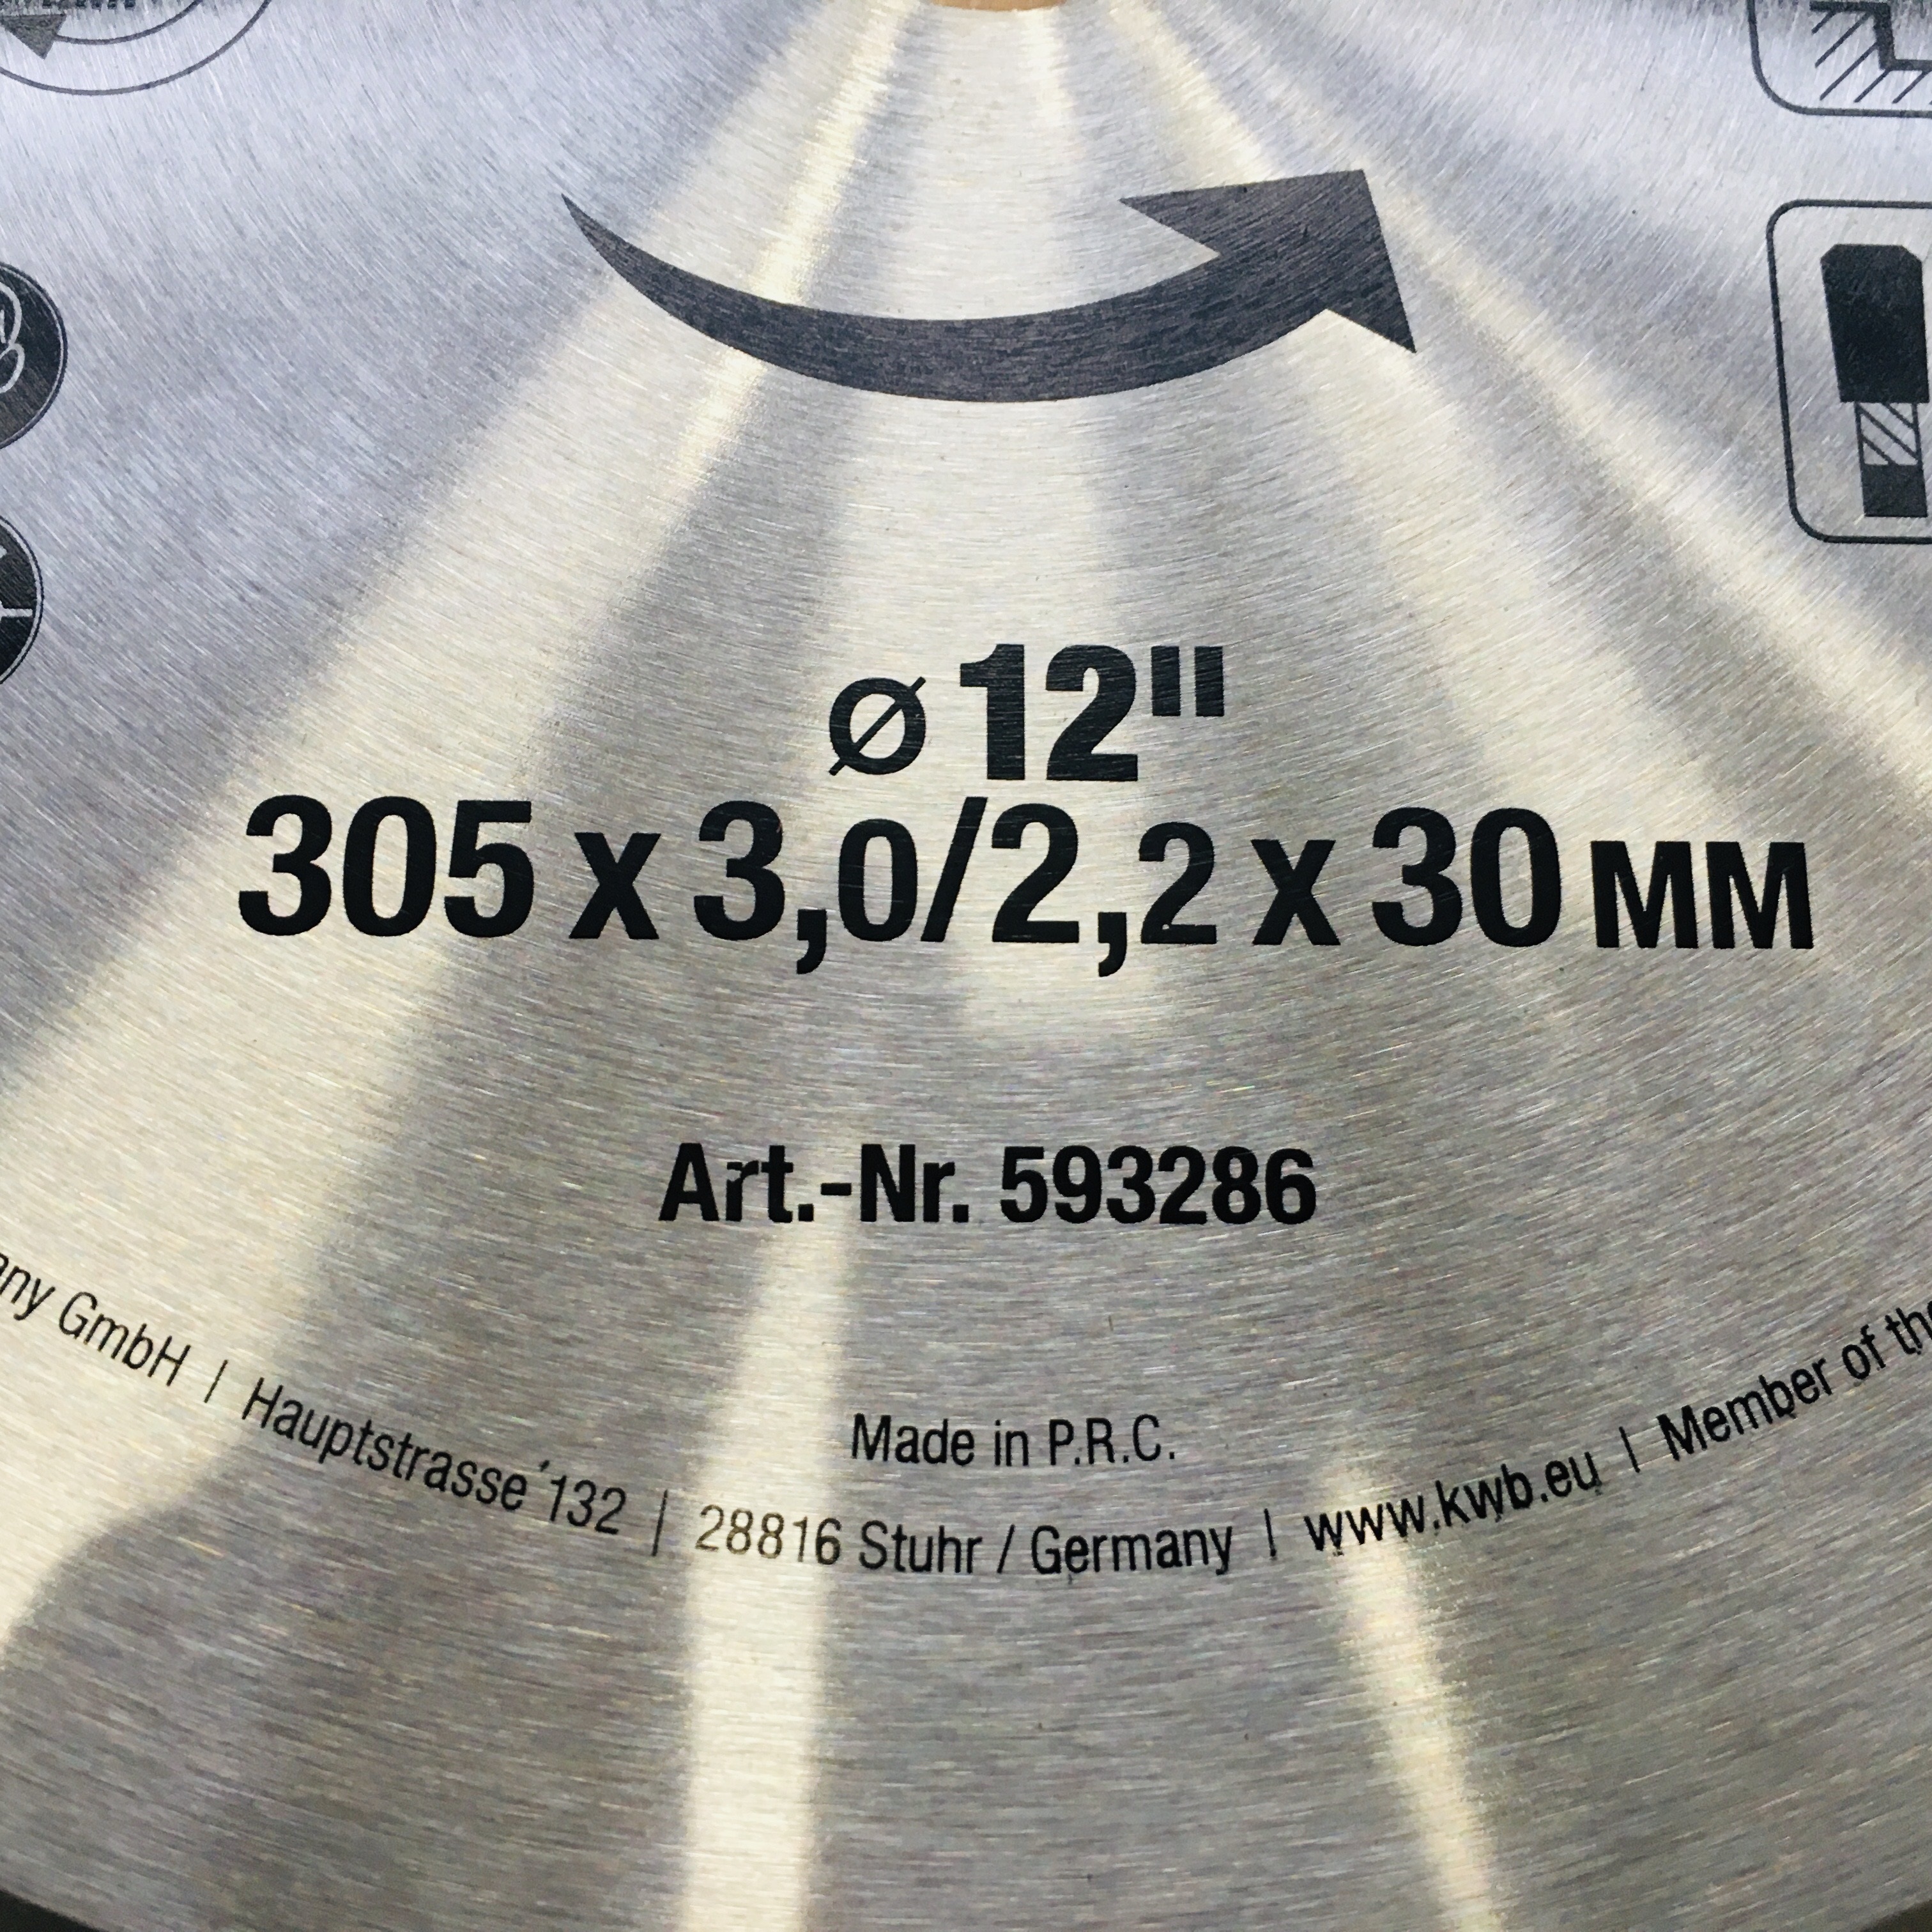 ø 12"
305 x 3,0/2,2 x 30 MM
Art.-Nr. 593286
Made in P.R.C.
GmbH | Hauptstrasse 132 | 28816 Stuhr / Germany | www.kwb.eu | Member of the